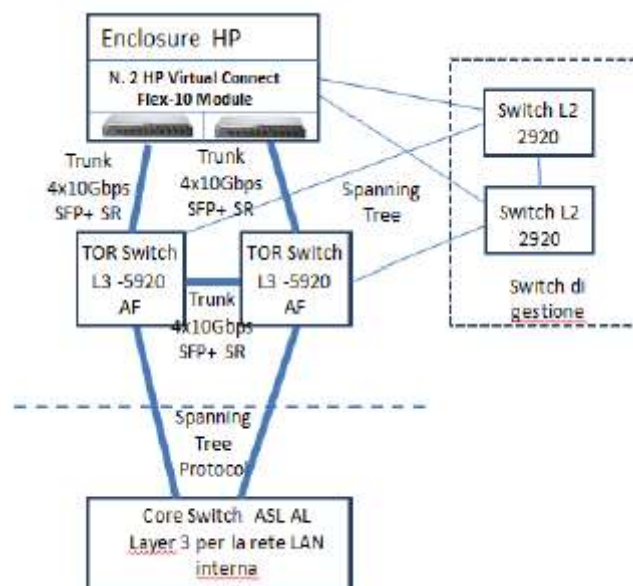 Enclosure HP
N. 2 HP Virtual Connect
Flex-10 Module
Trunk
4x10Gbps
SFP+ SR
Trunk
4x10Gbps
SFP+ SR
Switch L2
2920
Spanning
Tree
Switch L2
2920
TOR Switch
L3 -5920
AF
TOR Switch
L3 -5920
AF
Trunk
4x10Gbps
SFP+ SR
Switch di
gestione
Spanning
Tree
Protocol
Core Switch ASL AL
Layer 3 per la rete LAN
interna